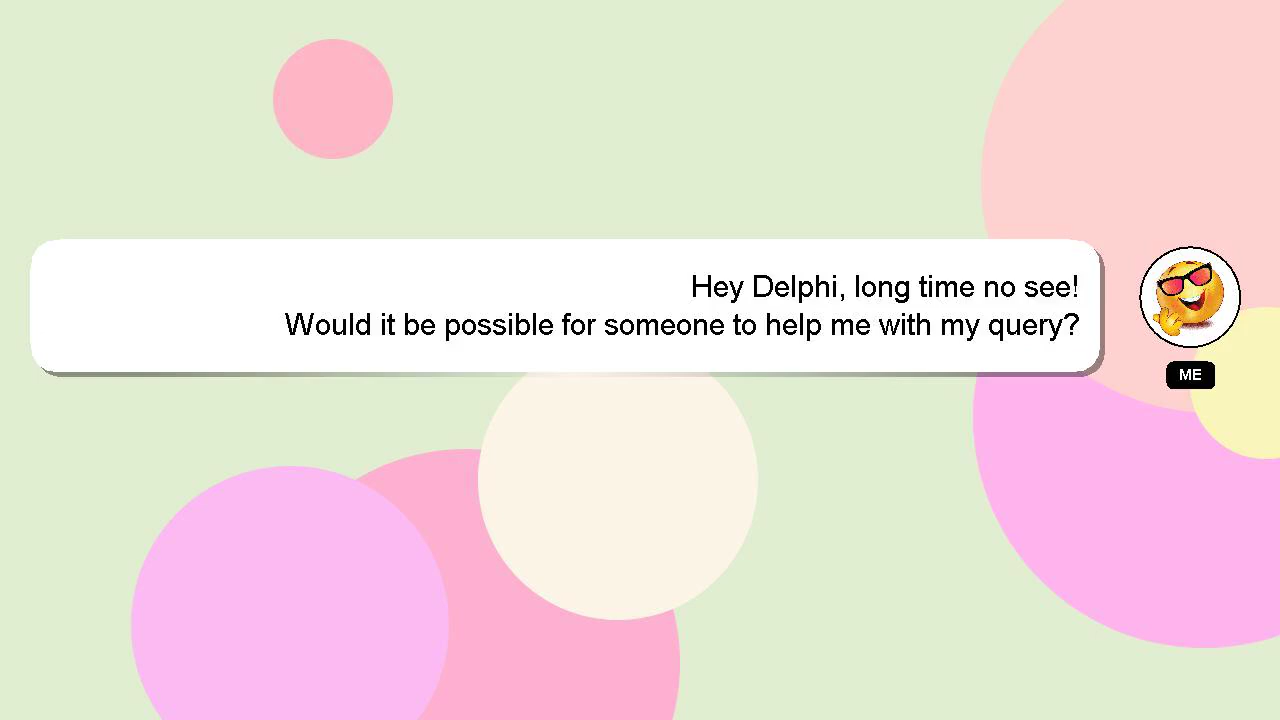 Hey Delphi, long time no see!
Would it be possible for someone to help me with my query?
ME